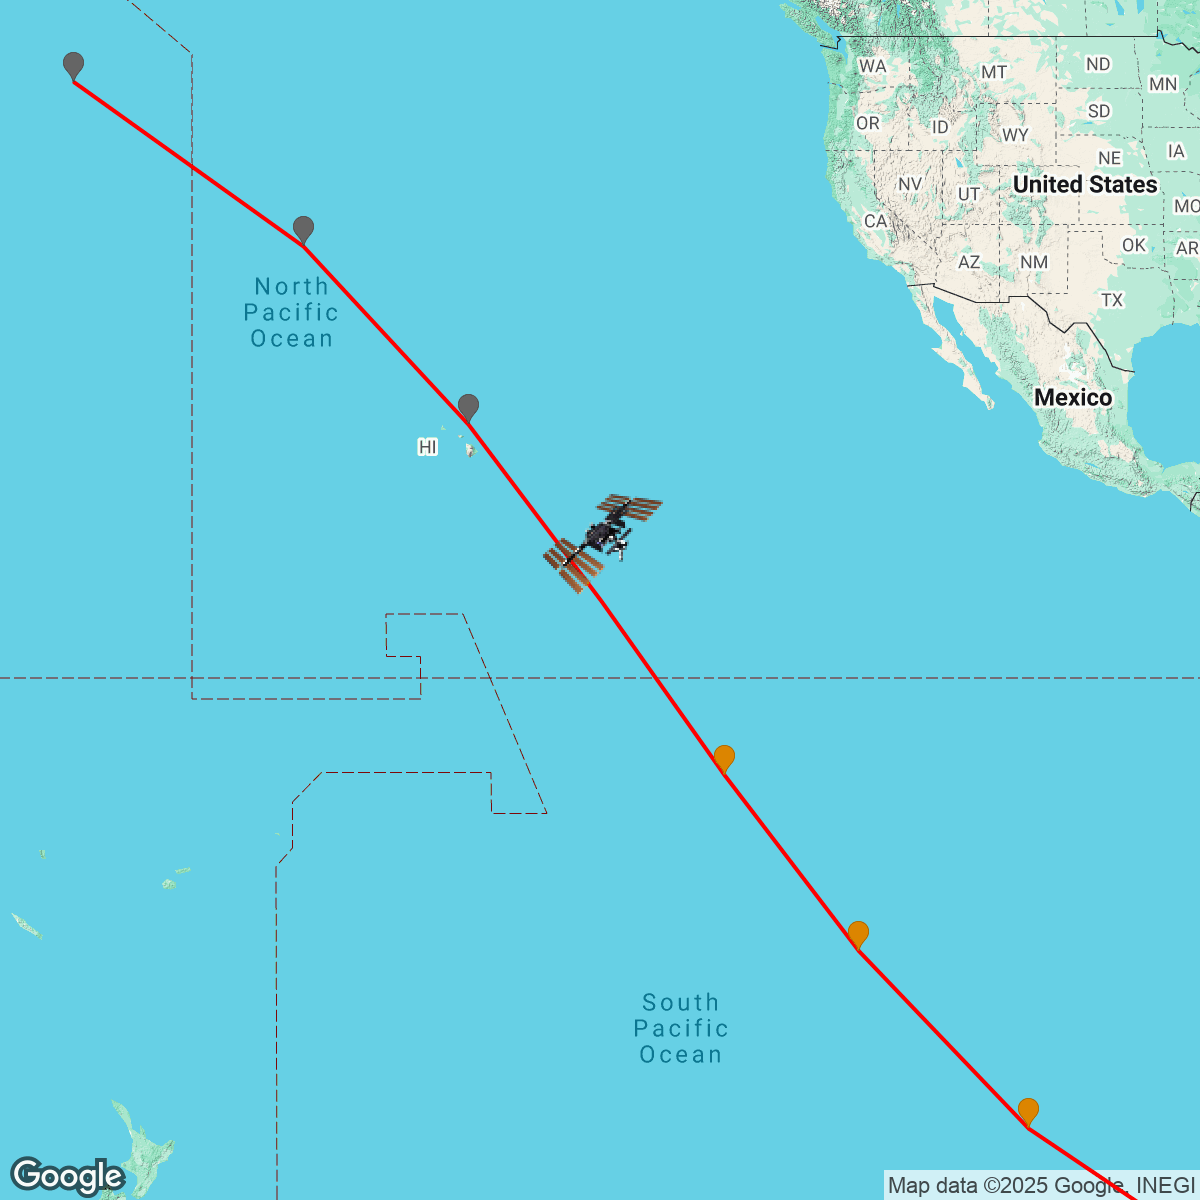 WA
MT
ND
MN
OR
ID
SD
WY
IA
NE
NV
UT
United States
MO
CA
OK
AR
AZ
NM
TX
North
Pacific
Ocean
Mexico
HI
South
Pacific
Ocean
Google
Map data ©2025 Google, INEGI